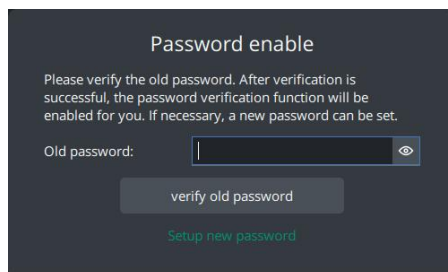 Password enable
Please verify the old password. After verification is
successful, the password verification function will be
enabled for you. If necessary, a new password can be set.
Old password:
verify old password
Setup new password